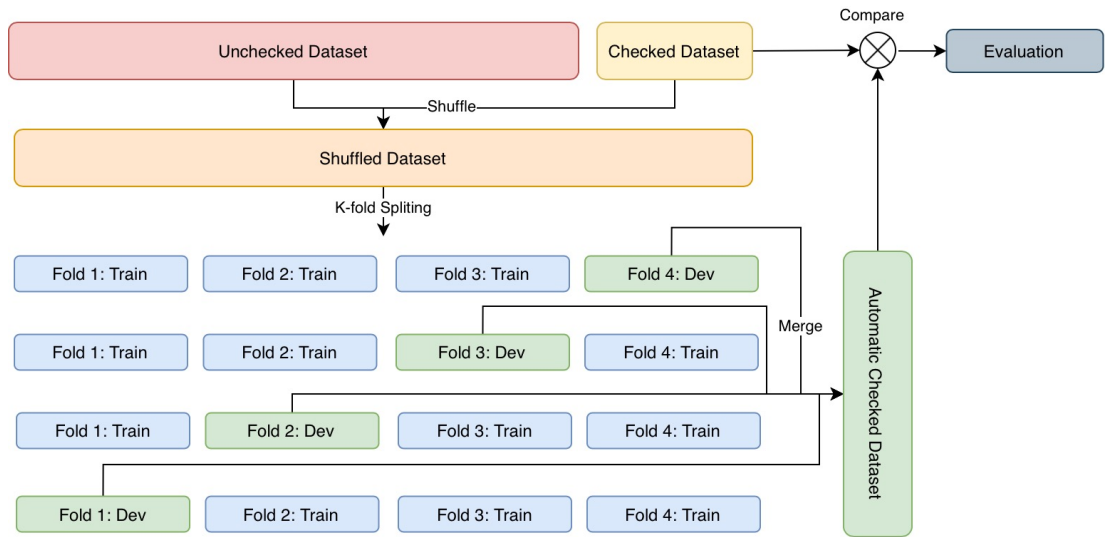 Compare
Unchecked Dataset
Checked Dataset
Evaluation
Shuffle
Shuffled Dataset
K-fold Spliting
Fold 1: Train
Fold 2: Train
Fold 3: Train
Fold 4: Dev
Merge
Fold 1: Train
Fold 2: Train
Fold 3: Dev
Fold 4: Train
Fold 1: Train
Fold 2: Dev
Fold 3: Train
Fold 4: Train
Fold 1: Dev
Fold 2: Train
Fold 3: Train
Fold 4: Train
Automatic Checked Dataset